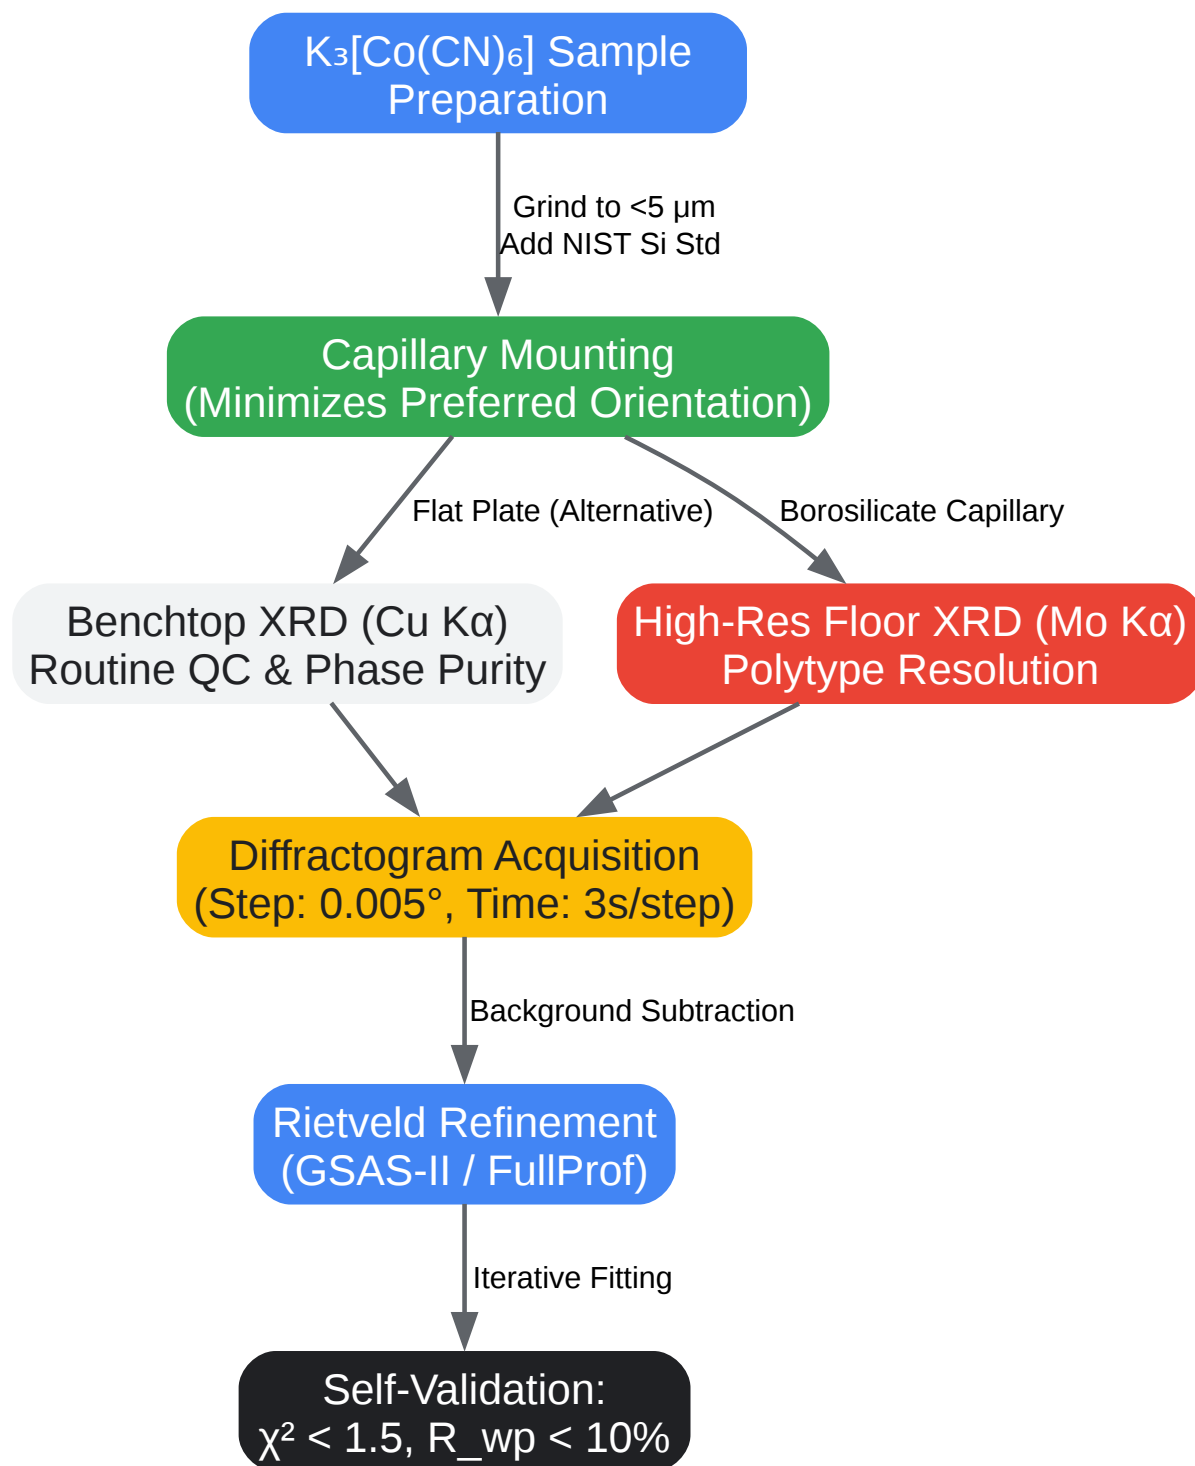 K₃[Co(CN)₆] Sample
Preparation
Grind to <5 μm
Add NIST Si Std
Capillary Mounting
(Minimizes Preferred Orientation)
Flat Plate (Alternative)
Borosilicate Capillary
Benchtop XRD (Cu Kα)
Routine QC & Phase Purity
High-Res Floor XRD (Mo Kα)
Polytype Resolution
Diffractogram Acquisition
(Step: 0.005°, Time: 3s/step)
Background Subtraction
Rietveld Refinement
(GSAS-II / FullProf)
Iterative Fitting
Self-Validation:
χ² < 1.5, R_wp < 10%